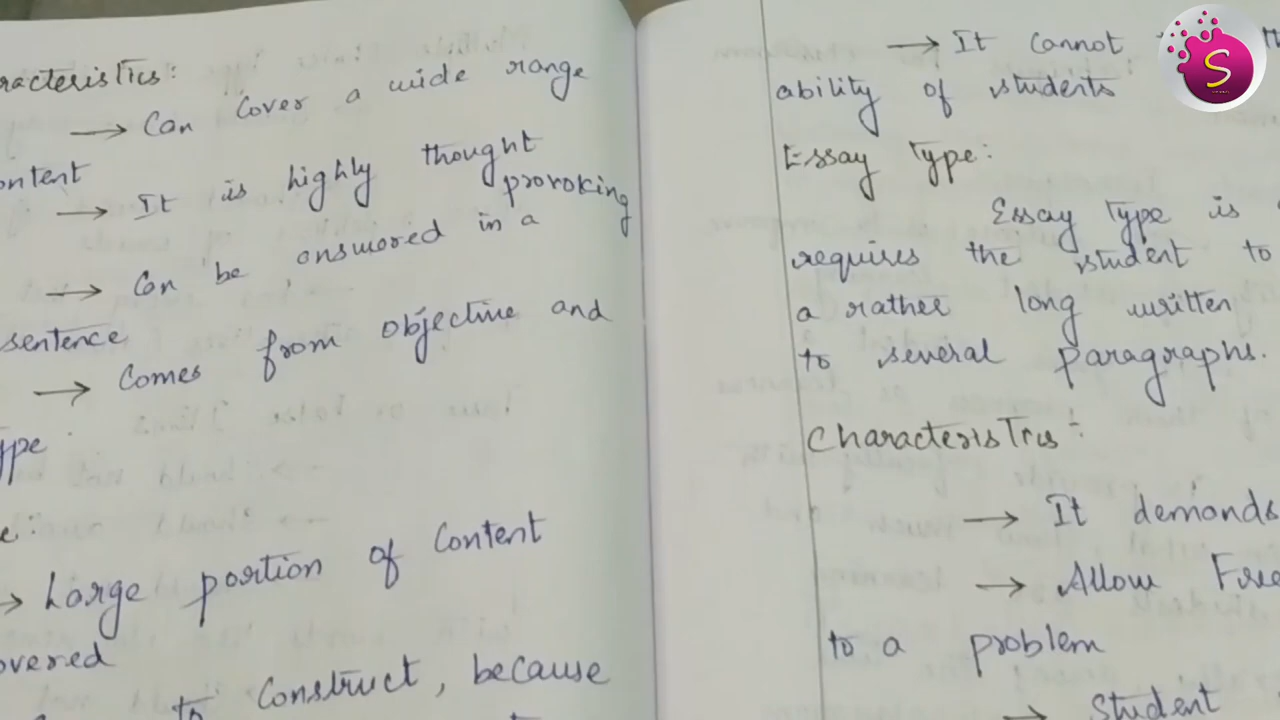 racteristics:
→ Can cover a wide range
ontent
→ It is highly thought
provoking
→ Can be answored in a
sentence
→ Comes from objective and
ype
e:
→ Large portion of Content
overed
to Construct, because
→ It cannot
ability of students
Essay Type:
Essay Type is
requires the student to
a rather long written
to several paragraphs.
Characteristics:
→ It demands
→ Allow Free
to a problem
→ Student
S